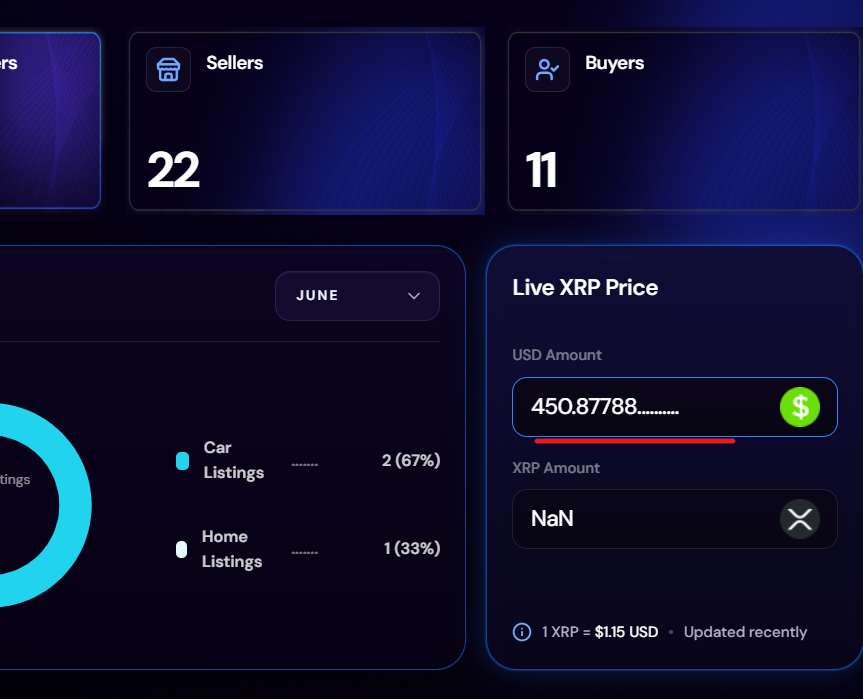 ers
Sellers
Buyers
22
11
JUNE
Live XRP Price
USD Amount
450.87788..........
$
XRP Amount
NaN
tings
Car
Listings
........
2 (67%)
Home
Listings
........
1 (33%)
1 XRP = $1.15 USD • Updated recently